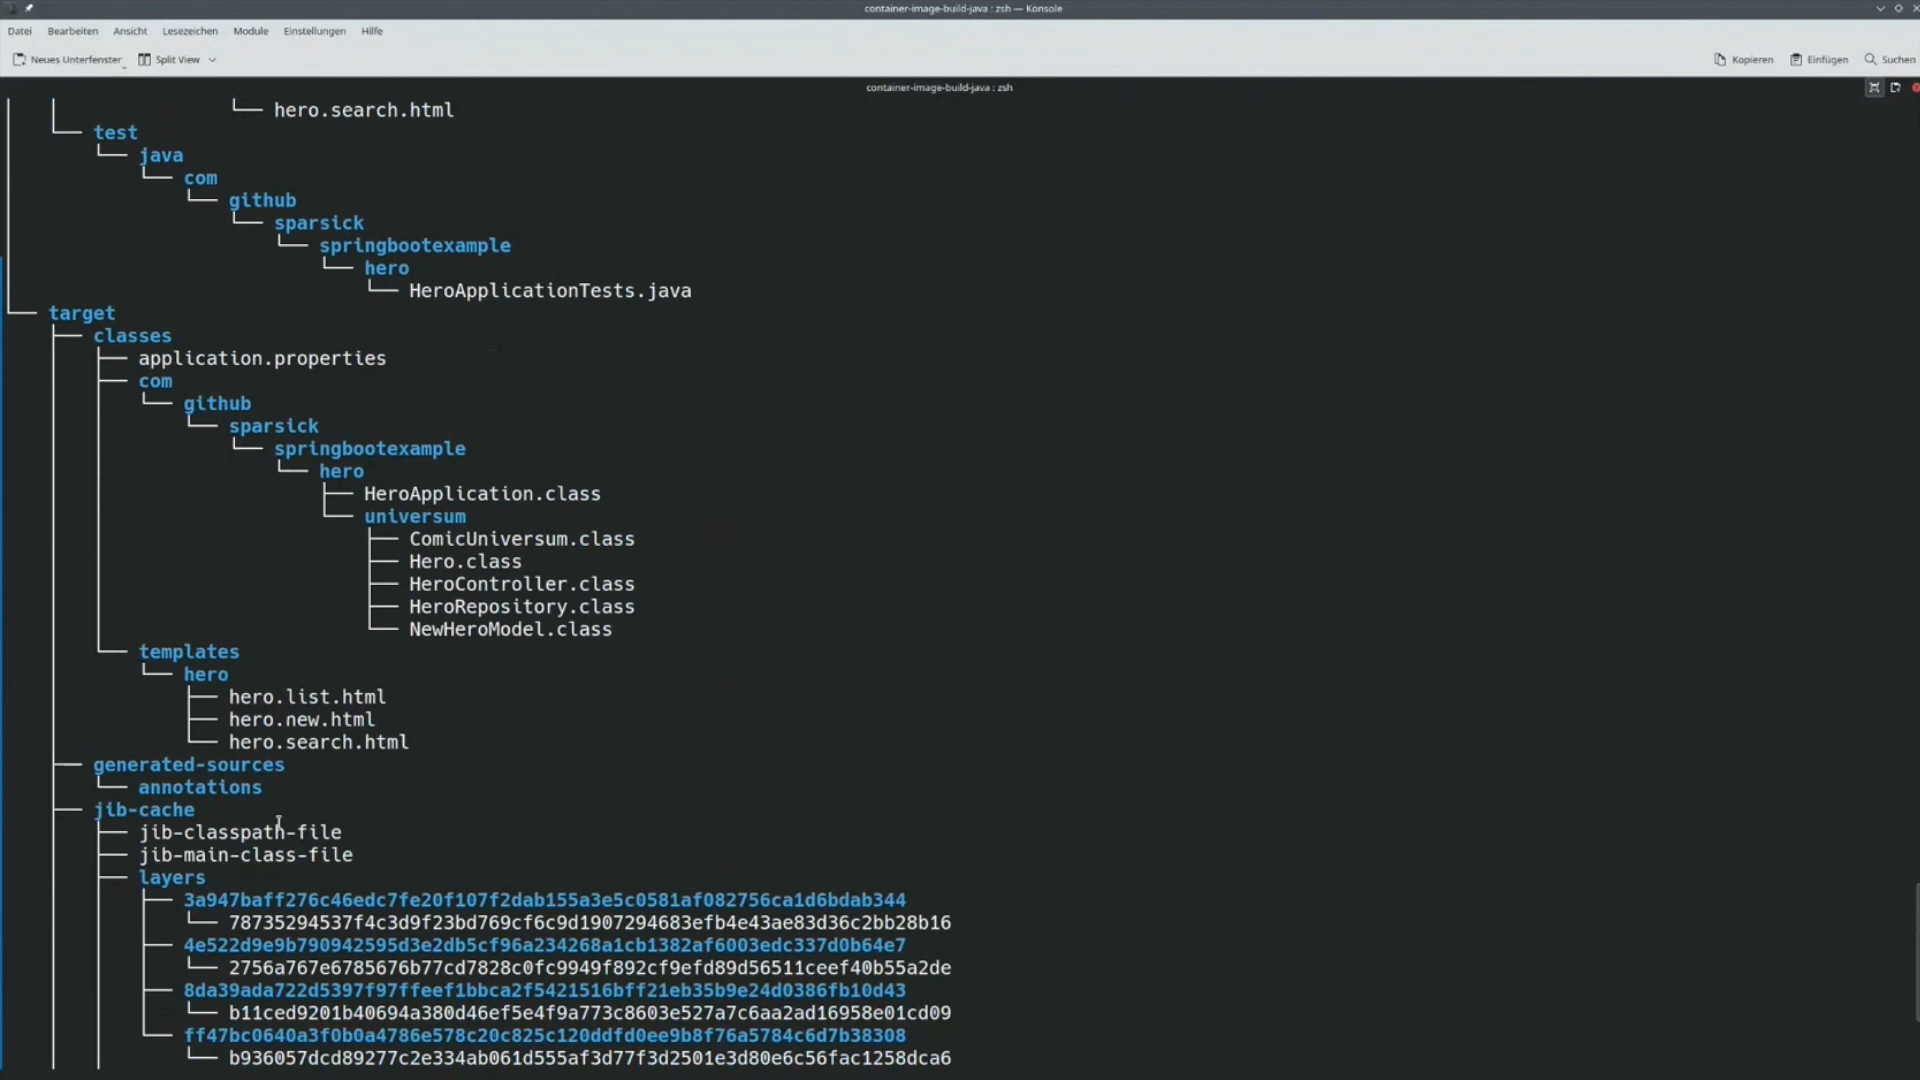 container-image-build-java : zsh — Konsole
Datei Bearbeiten Ansicht Lesezeichen Module Einstellungen Hilfe
Neues Unterfenster Split View Kopieren Einfügen Suchen
container-image-build-java : zsh
hero.search.html
test
java
com
github
sparsick
springbootexample
hero
HeroApplicationTests.java
target
classes
application.properties
com
github
sparsick
springbootexample
hero
HeroApplication.class
universum
ComicUniversum.class
Hero.class
HeroController.class
HeroRepository.class
NewHeroModel.class
templates
hero
hero.list.html
hero.new.html
hero.search.html
generated-sources
annotations
jib-cache
jib-classpath-file
jib-main-class-file
layers
3a947baff276c46edc7fe20f107f2dab155a3e5c0581af082756ca1d6bdab344
78735294537f4c3d9f23bd769cf6c9d1907294683efb4e43ae83d36c2bb28b16
4e522d9e9b790942595d3e2db5cf96a234268a1cb1382af6003edc337d0b64e7
2756a767e6785676b77cd7828c0fc9949f892cf9efd89d56511ceef40b55a2de
8da39ada722d5397f97ffeef1bbca2f5421516bff21eb35b9e24d0386fb10d43
b11ced9201b40694a380d46ef5e4f9a773c8603e527a7c6aa2ad16958e01cd09
ff47bc0640a3f0b0a4786e578c20c825c120ddfd0ee9b8f76a5784c6d7b38308
b936057dcd89277c2e334ab061d555af3d77f3d2501e3d80e6c56fac1258dca6